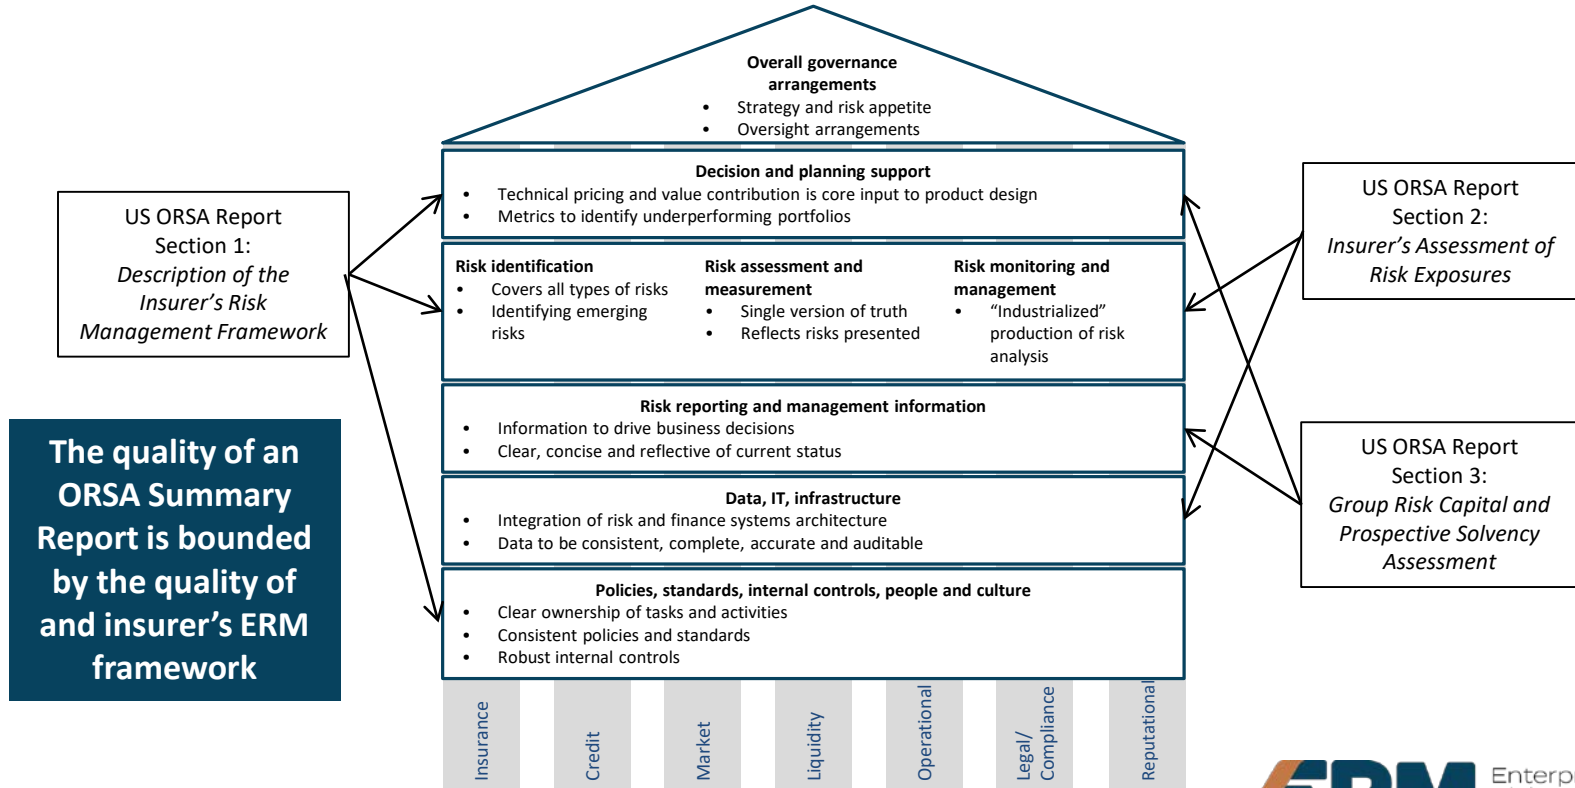 Overall governance
arrangements
• Strategy and risk appetite
• Oversight arrangements
Decision and planning support
• Technical pricing and value contribution is core input to product design
• Metrics to identify underperforming portfolios
US ORSA Report
Section 1:
Description of the
Insurer's Risk
Management Framework
Risk identification
• Covers all types of risks
• Identifying emerging
risks
Risk assessment and
measurement
• Single version of truth
• Reflects risks presented
Risk monitoring and
management
• “Industrialized”
production of risk
analysis
US ORSA Report
Section 2:
Insurer's Assessment of
Risk Exposures
Risk reporting and management information
• Information to drive business decisions
• Clear, concise and reflective of current status
The quality of an
ORSA Summary
Report is bounded
by the quality of
and insurer's ERM
framework
Data, IT, infrastructure
• Integration of risk and finance systems architecture
• Data to be consistent, complete, accurate and auditable
US ORSA Report
Section 3:
Group Risk Capital and
Prospective Solvency
Assessment
Policies, standards, internal controls, people and culture
• Clear ownership of tasks and activities
• Consistent policies and standards
• Robust internal controls
Insurance
Credit
Market
Liquidity
Operational
Legal/
Compliance
Reputational
ERM
Enterpr